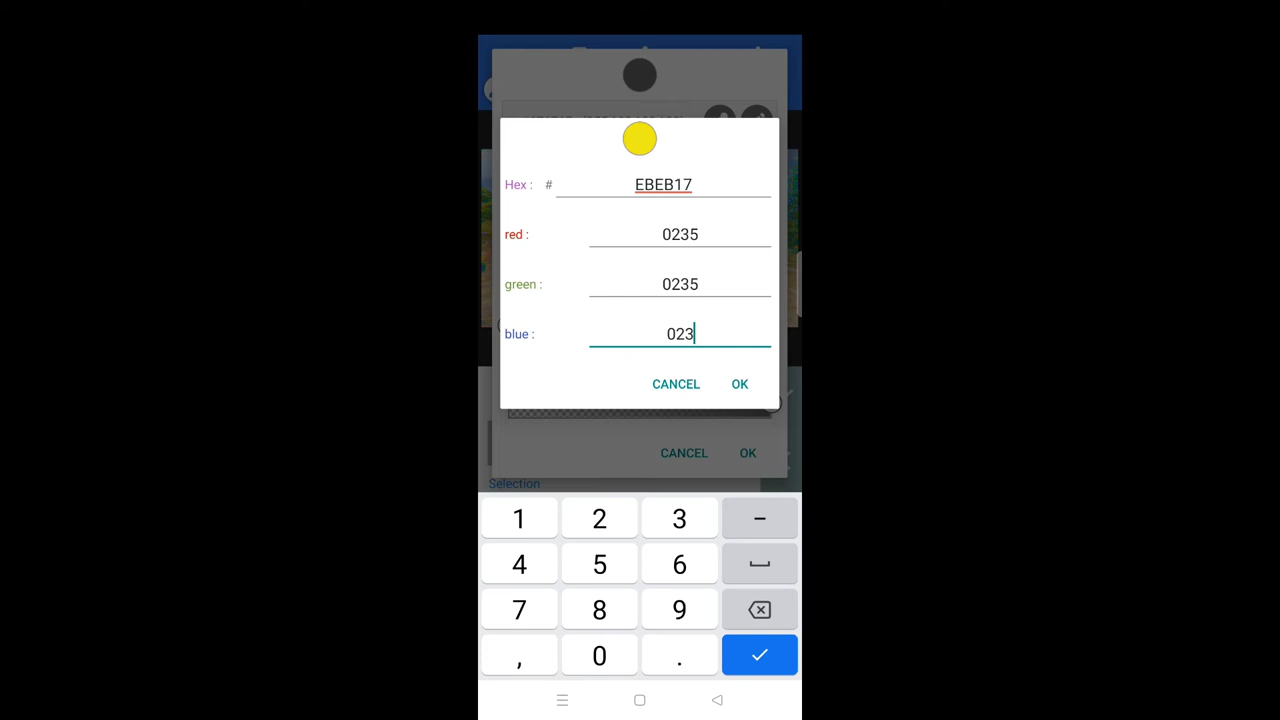 Hex : # EBEB17
red : 0235
green : 0235
blue : 023
CANCEL OK
CANCEL OK
Selection
1 2 3 −
4 5 6
7 8 9
, 0 .